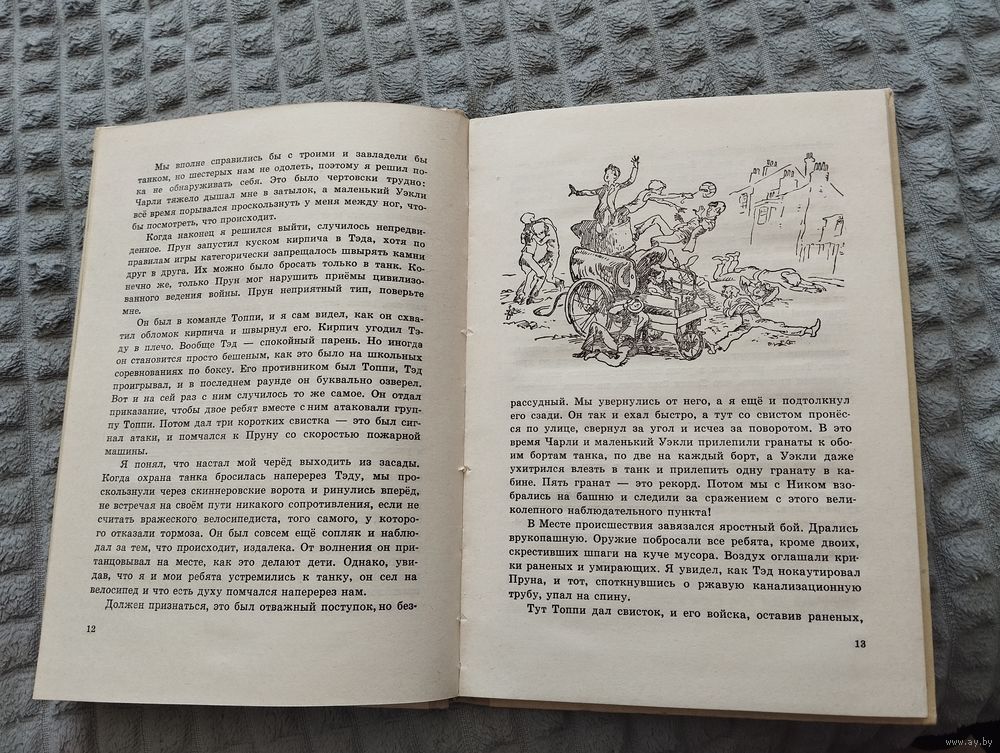 Мы вполне справились бы с троими и завладели бы
танком, но шестерых нам не одолеть, поэтому я решил по-
ка не обнаруживать себя. Это было чертовски трудно:
Чарли тяжело дышал мне в затылок, а маленький Уэкли
всё время порывался проскользнуть у меня между ног, что-
бы посмотреть, что происходит.
Когда наконец я решился выйти, случилось непредви-
денное. Прун запустил куском кирпича в Тэда, хотя по
правилам игры категорически запрещалось швырять камни
друг в друга. Их можно было бросать только в танк. Ко-
нечно же, только Прун мог нарушить приёмы цивилизо-
ванного ведения войны. Прун неприятный тип, поверьте
мне.
Он был в команде Топпи, и я сам видел, как он схва-
тил обломок кирпича и швырнул его. Кирпич угодил Тэ-
ду в плечо. Вообще Тэд — спокойный парень. Но иногда
он становится просто бешеным, как это было на школьных
соревнованиях по боксу. Его противником был Топпи, Тэд
проигрывал, и в последнем раунде он буквально озверел.
Вот и на сей раз с ним случилось то же самое. Он отдал
приказание, чтобы двое ребят вместе с ним атаковали груп-
пу Топпи. Потом дал три коротких свистка — это был сиг-
нал атаки, и помчался к Пруну со скоростью пожарной
машины.
Я понял, что настал мой черёд выходить из засады.
Когда охрана танка бросилась наперерез Тэду, мы про-
скользнули через скиннеровские ворота и ринулись вперёд,
не встречая на своём пути никакого сопротивления, если не
считать вражеского велосипедиста, того самого, у которо-
го отказали тормоза. Он был совсем ещё сопляк и наблю-
дал за тем, что происходит, издалека. От волнения он при-
танцовывал на месте, как это делают дети. Однако, уви-
дав, что я и мои ребята устремились к танку, он сел на
велосипед и что есть духу помчался наперерез нам.
Должен признаться, это был отважный поступок, но без-
12
рассудный. Мы увернулись от него, а я ещё и подтолкнул
его сзади. Он так и ехал быстро, а тут со свистом пронёс-
ся по улице, свернул за угол и исчез за поворотом. В это
время Чарли и маленький Уэкли прилепили гранаты к обо-
им бортам танка, по две на каждый борт, а Уэкли даже
ухитрился влезть в танк и прилепить одну гранату в ка-
бине. Пять гранат — это рекорд. Потом мы с Ником взо-
брались на башню и следили за сражением с этого вели-
колепного наблюдательного пункта!
В Месте происшествия завязался яростный бой. Дрались
врукопашную. Оружие побросали все ребята, кроме двоих,
скрестивших шпаги на куче мусора. Воздух оглашали кри-
ки раненых и умирающих. Я увидел, как Тэд нокаутировал
Пруна, и тот, споткнувшись о ржавую канализационную
трубу, упал на спину.
Тут Топпи дал свисток, и его войска, оставив раненых,
13
www.ay.by